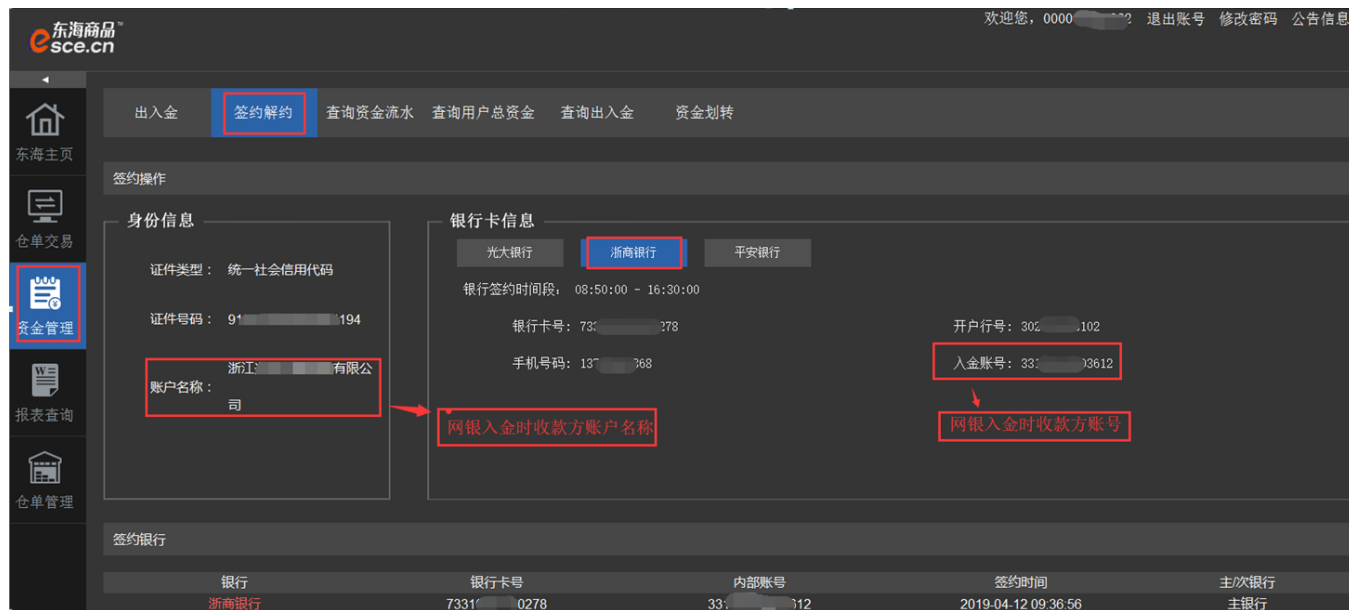 东海商品™
esce.cn
欢迎您，0000 2 退出账号 修改密码 公告信息
东海主页
仓单交易
资金管理
报表查询
仓单管理
出入金 签约解约 查询资金流水 查询用户总资金 查询出入金 资金划转
签约操作
身份信息
证件类型： 统一社会信用代码
证件号码： 91 194
账户名称： 浙江 有限公
司
银行卡信息
光大银行 浙商银行 平安银行
银行签约时间段： 08:50:00 - 16:30:00
银行卡号：73 278
开户行号：302 102
手机号码：137 368
入金账号：33 03612
网银入金时收款方账户名称
网银入金时收款方账号
签约银行
银行 银行卡号 内部账号 签约时间 主/次银行
浙商银行 7331 0278 33 612 2019-04-12 09:36:56 主银行